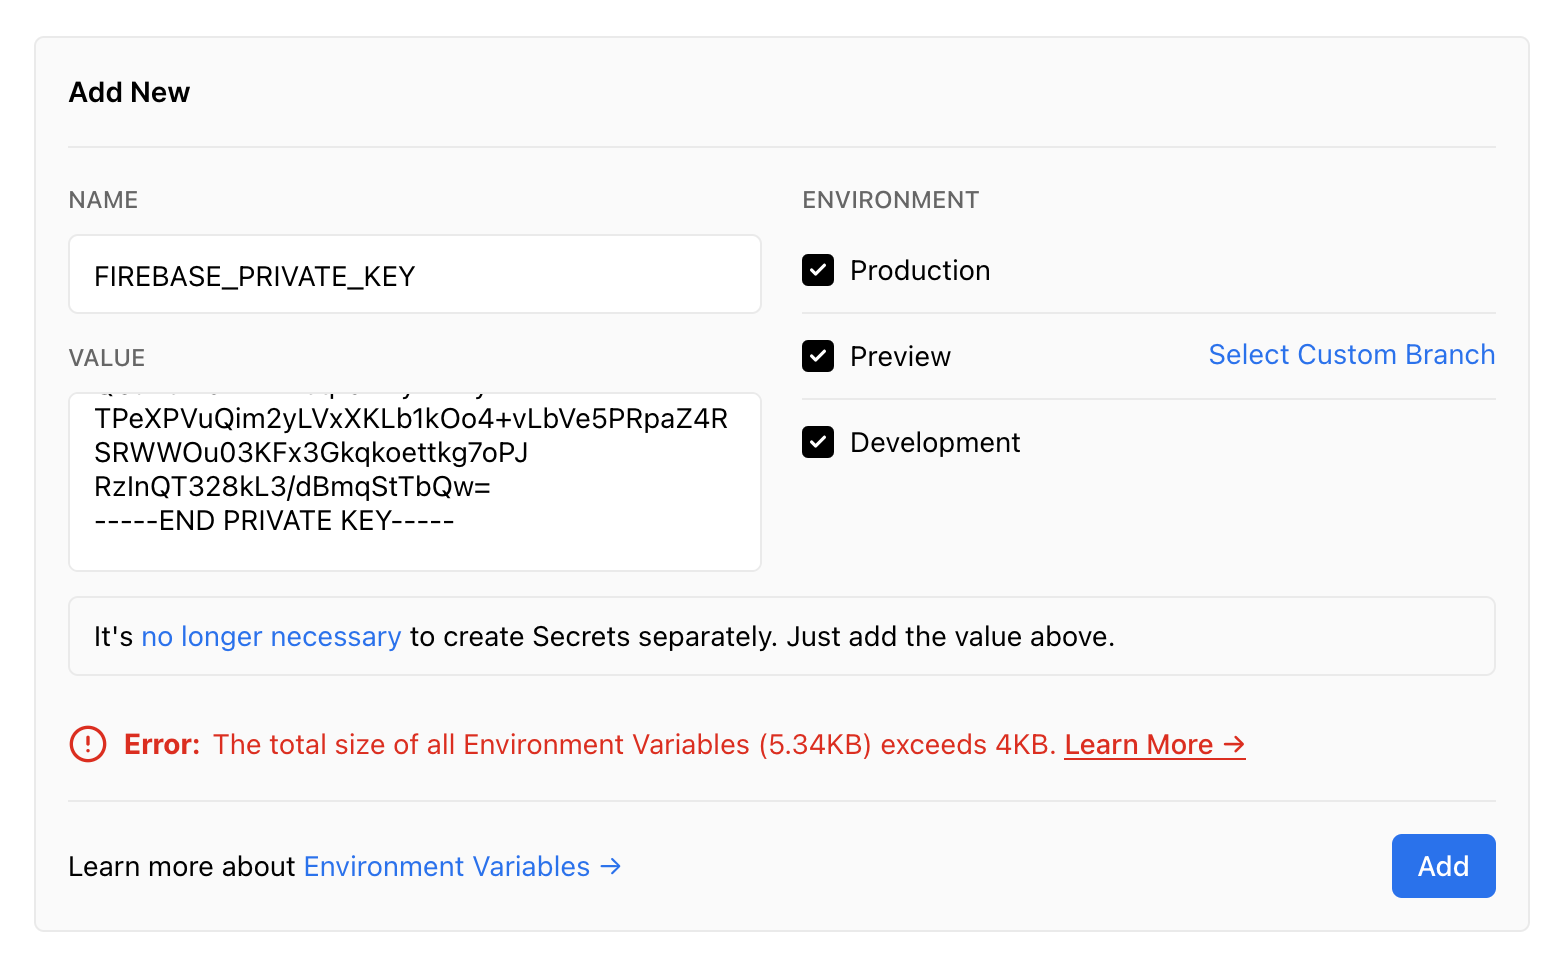 Add New
NAME
FIREBASE_PRIVATE_KEY
VALUE
TPeXPVuQim2yLVxXKLb1kOo4+vLbVe5PRpaZ4R
SRWWOu03KFx3Gkqkoettkg7oPJ
RzInQT328kL3/dBmqStTbQw=
-----END PRIVATE KEY-----
ENVIRONMENT
Production
Preview
Select Custom Branch
Development
It's no longer necessary to create Secrets separately. Just add the value above.
Error: The total size of all Environment Variables (5.34KB) exceeds 4KB. Learn More →
Learn more about Environment Variables →
Add